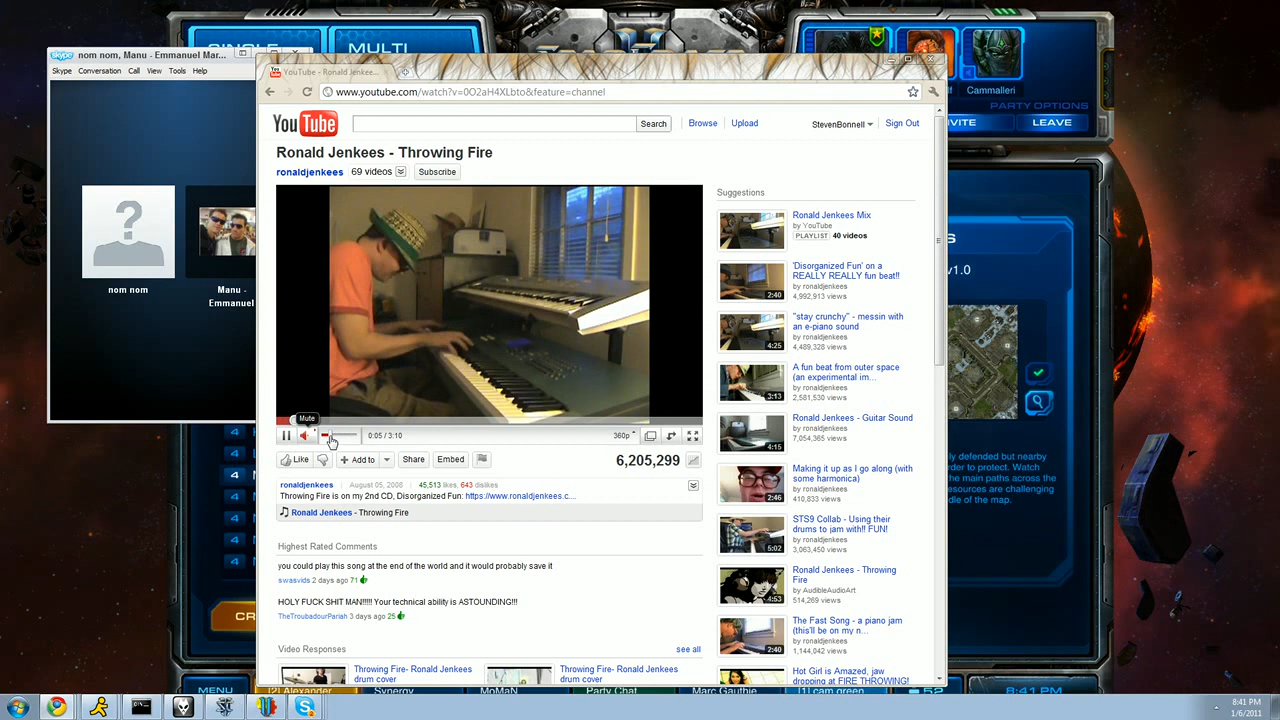 SINGLE
MULTI
nom nom, Manu - Emmanuel Mar...
Skype Conversation Call View Tools Help
nom nom
Manu -
Emmanuel
YouTube - Ronald Jenkee...
www.youtube.com/watch?v=0O2aH4XLbto&feature=channel
Cammalleri
PARTY OPTIONS
LEAVE
v1.0
You Tube
Search
Browse
Upload
StevenBonnell
Sign Out
Ronald Jenkees - Throwing Fire
ronaldjenkees 69 videos
Subscribe
Mute
0:05 / 3:10
360p
Like
Add to
Share
Embed
6,205,299
ronaldjenkees August 05, 2008 45,513 likes, 643 dislikes
Throwing Fire is on my 2nd CD, Disorganized Fun: https://www.ronaldjenkees.c...
Ronald Jenkees - Throwing Fire
Highest Rated Comments
you could play this song at the end of the world and it would probably save it
swasvids 2 days ago 71
HOLY FUCK SHIT MAN!!!!! Your technical ability is ASTOUNDING!!!
TheTroubadourPariah 3 days ago 25
Video Responses
see all
Throwing Fire- Ronald Jenkees
drum cover
Throwing Fire- Ronald Jenkees
drum cover
Suggestions
Ronald Jenkees Mix
by YouTube
PLAYLIST 40 videos
'Disorganized Fun' on a
REALLY REALLY fun beat!!
by ronaldjenkees
4,992,913 views
2:40
"stay crunchy" - messin with
an e-piano sound
by ronaldjenkees
4,489,328 views
4:25
A fun beat from outer space
(an experimental im...
by ronaldjenkees
2,581,530 views
3:13
Ronald Jenkees - Guitar Sound
by ronaldjenkees
7,054,365 views
4:15
Making it up as I go along (with
some harmonica)
by ronaldjenkees
410,833 views
2:46
STS9 Collab - Using their
drums to jam with!! FUN!
by ronaldjenkees
3,063,450 views
5:02
Ronald Jenkees - Throwing
Fire
by AudibleAudioArt
514,269 views
4:53
The Fast Song - a piano jam
(this'll be on my n...
by ronaldjenkees
1,144,042 views
2:40
Hot Girl is Amazed, jaw
dropping at FIRE THROWING!
defended but nearby
to protect. Watch
the main paths across the
are challenging
of the map.
MENU
[2] Alexander
Synergy
MoMaN
Party Chat
Marc Gauthie
[1] cam green
52
8:41 PM
8:41 PM
1/6/2011